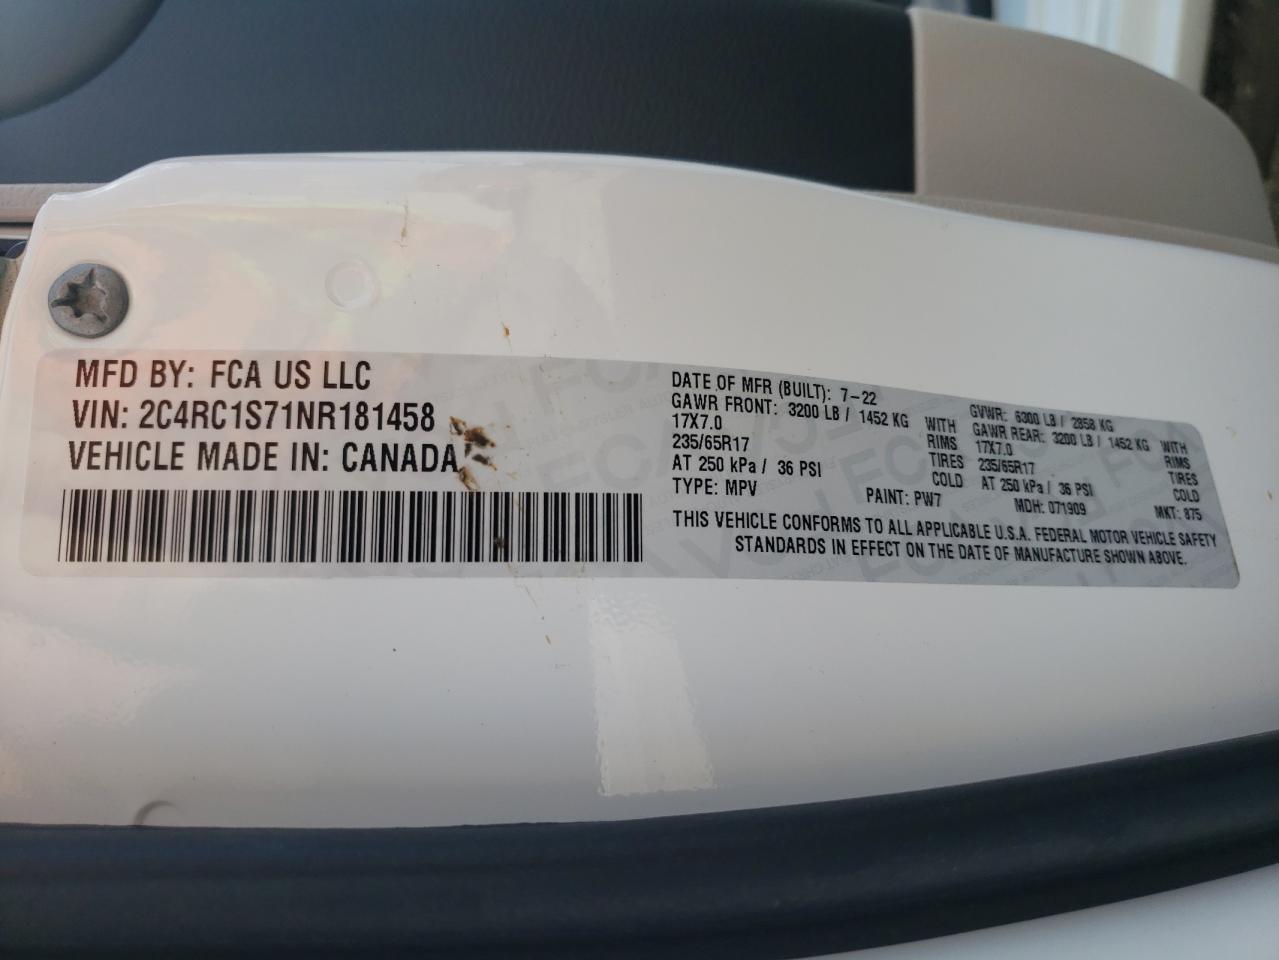 MFD BY: FCA US LLC
VIN: 2C4RC1S71NR181458
VEHICLE MADE IN: CANADA
DATE OF MFR (BUILT): 7-22 GVWR: 6300 LB / 2858 KG
GAWR FRONT: 3200 LB / 1452 KG WITH GAWR REAR: 3200 LB / 1452 KG WITH
17X7.0 RIMS 17X7.0 RIMS
235/65R17 TIRES 235/65R17 TIRES
AT 250 kPa / 36 PSI COLD AT 250 kPa / 36 PSI COLD
TYPE: MPV PAINT: PW7 MDH: 071909 MKT: 875
THIS VEHICLE CONFORMS TO ALL APPLICABLE U.S.A. FEDERAL MOTOR VEHICLE SAFETY
STANDARDS IN EFFECT ON THE DATE OF MANUFACTURE SHOWN ABOVE.